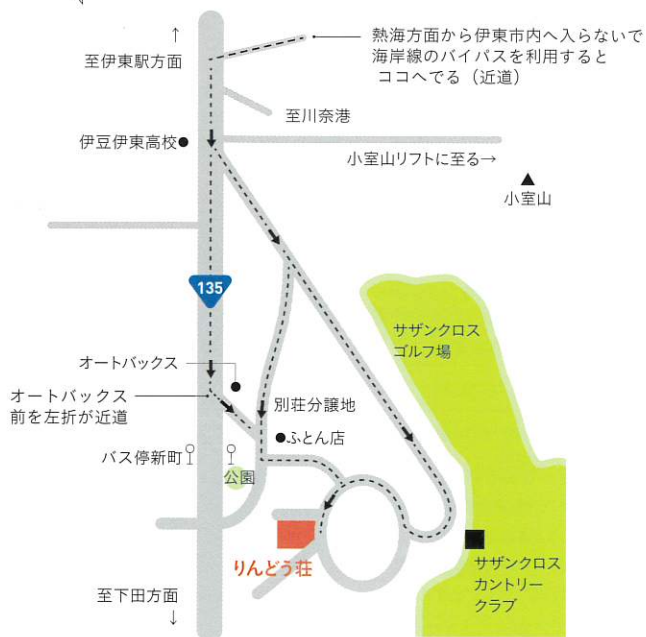 ↑
至伊東駅方面
熱海方面から伊東市内へ入らないで
海岸線のバイパスを利用すると
ココへでる（近道）
至川奈港
伊豆伊東高校
小室山リフトに至る→
小室山
135
サザンクロス
ゴルフ場
オートバックス
オートバックス
前を左折が近道
別荘分譲地
ふとん店
バス停新町
公園
りんどう荘
サザンクロス
カントリー
クラブ
至下田方面
↓